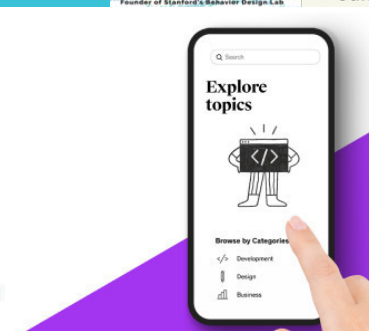 Founder of Stanford's Behavior Design Lab
Search
Explore
topics
</>
Browse by Categories
</> Development
Design
Business